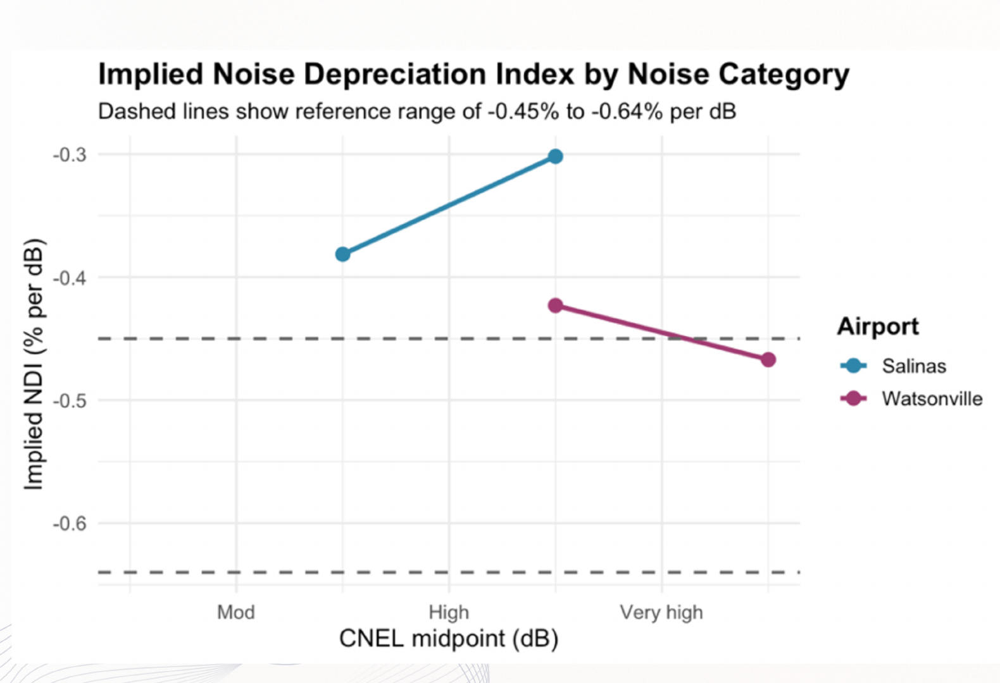 Implied Noise Depreciation Index by Noise Category
Dashed lines show reference range of -0.45% to -0.64% per dB
-0.3
-0.4
-0.5
-0.6
Implied NDI (% per dB)
Mod
High
Very high
CNEL midpoint (dB)
Airport
Salinas
Watsonville